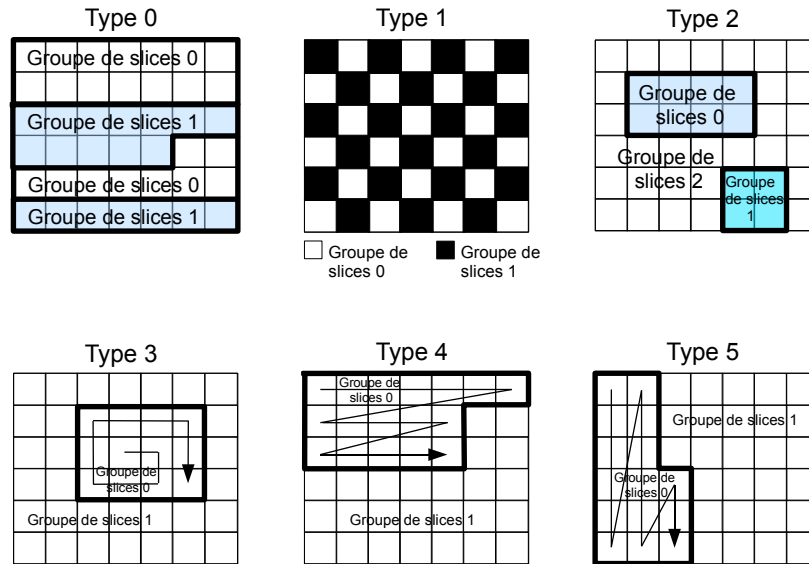 Type 0
Groupe de slices 0
Groupe de slices 1
Groupe de slices 0
Groupe de slices 1
Type 1
Groupe de
slices 0
Groupe de
slices 1
Type 2
Groupe de
slices 0
Groupe de
slices 2
Groupe
de slices
1
Type 3
Groupe de
slices 0
Groupe de slices 1
Type 4
Groupe de
slices 0
Groupe de slices 1
Type 5
Groupe de slices 1
Groupe de
slices 0